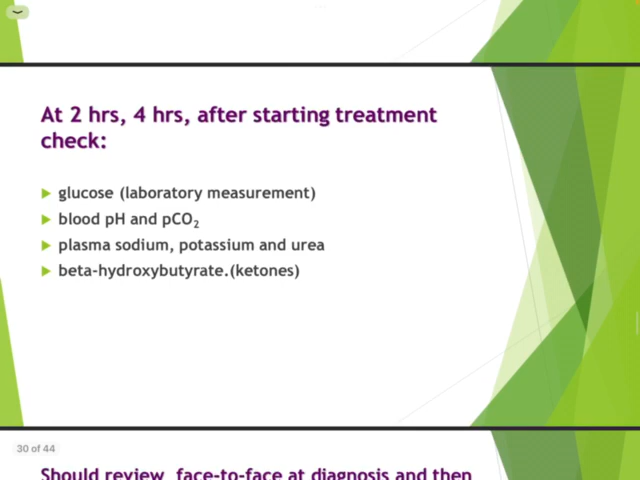 At 2 hrs, 4 hrs, after starting treatment
check:
glucose (laboratory measurement)
blood pH and pCO₂
plasma sodium, potassium and urea
beta-hydroxybutyrate.(ketones)
30 of 44
Should review face-to-face at diagnosis and then